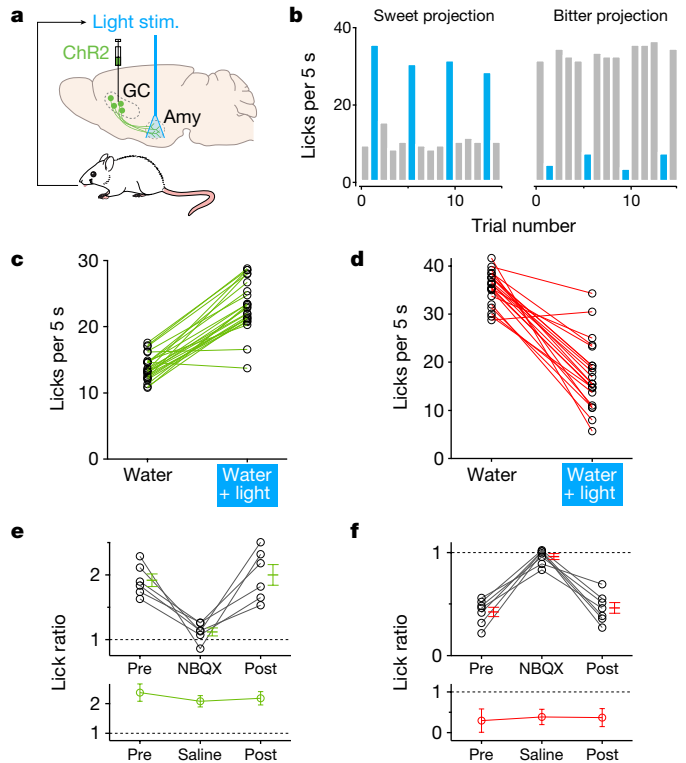 a
Light stim.
ChR2
GC
Amy
b
Sweet projection
Bitter projection
Licks per 5 s
40
20
0
0
10
0
10
Trial number
c
Licks per 5 s
30
20
10
0
Water
Water
+ light
d
Licks per 5 s
40
30
20
10
0
Water
Water
+ light
e
Lick ratio
2
1
Pre
NBQX
Post
2
1
Pre
Saline
Post
f
1
0
Pre
NBQX
Post
1
0
Pre
Saline
Post